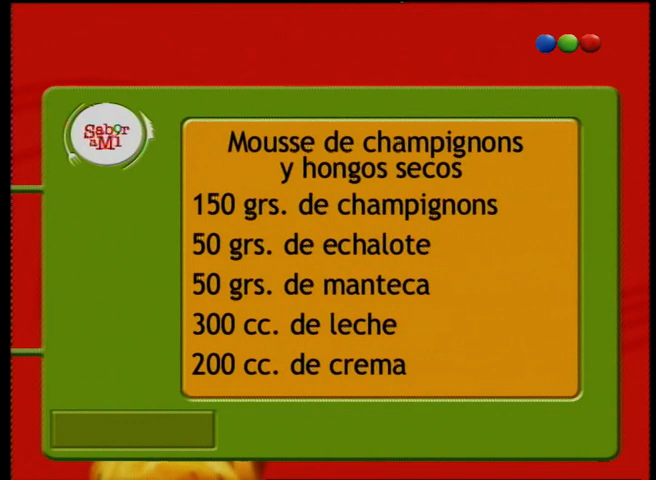 Sabor
aMi
Mousse de champignons
y hongos secos
150 grs. de champignons
50 grs. de echalote
50 grs. de manteca
300 cc. de leche
200 cc. de crema